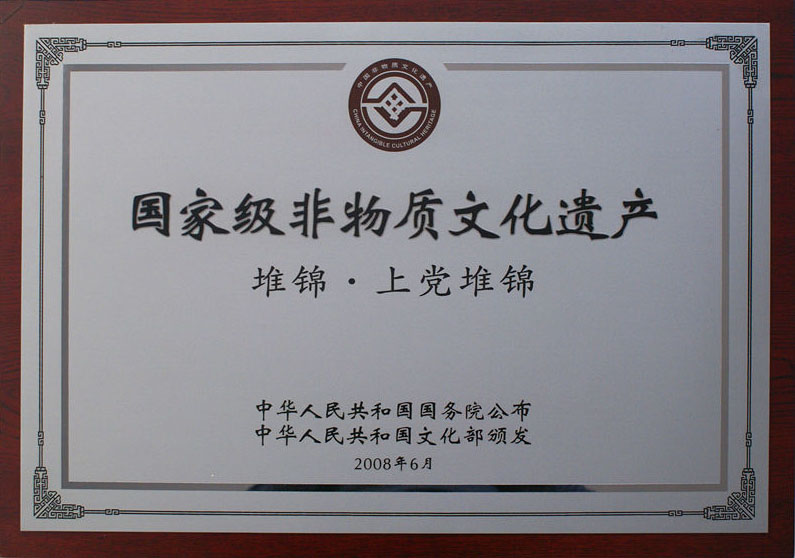 中国非物质文化遗产
CHINA INTANGIBLE CULTURAL HERITAGE
国家级非物质文化遗产
堆锦·上党堆锦
中华人民共和国国务院公布
中华人民共和国文化部颁发
2008年6月